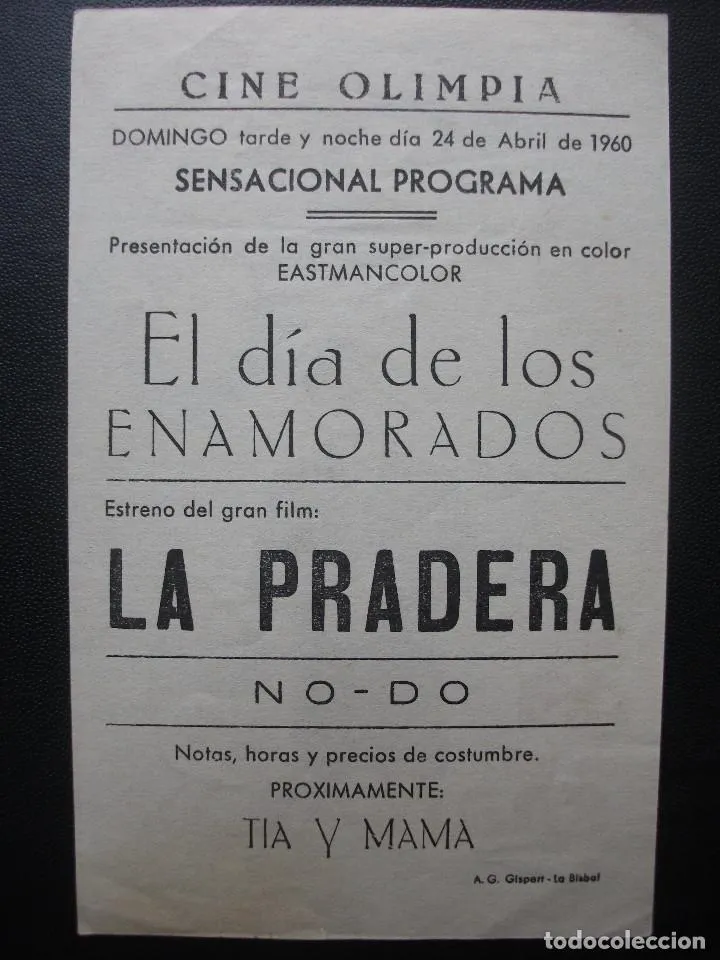 CINE OLIMPIA
DOMINGO tarde y noche día 24 de Abril de 1960
SENSACIONAL PROGRAMA
Presentación de la gran super-producción en color
EASTMANCOLOR
El día de los
ENAMORADOS
Estreno del gran film:
LA PRADERA
NO-DO
Notas, horas y precios de costumbre.
PROXIMAMENTE:
TIA Y MAMA
A. G. Gispert - La Bisbal
todocoleccion